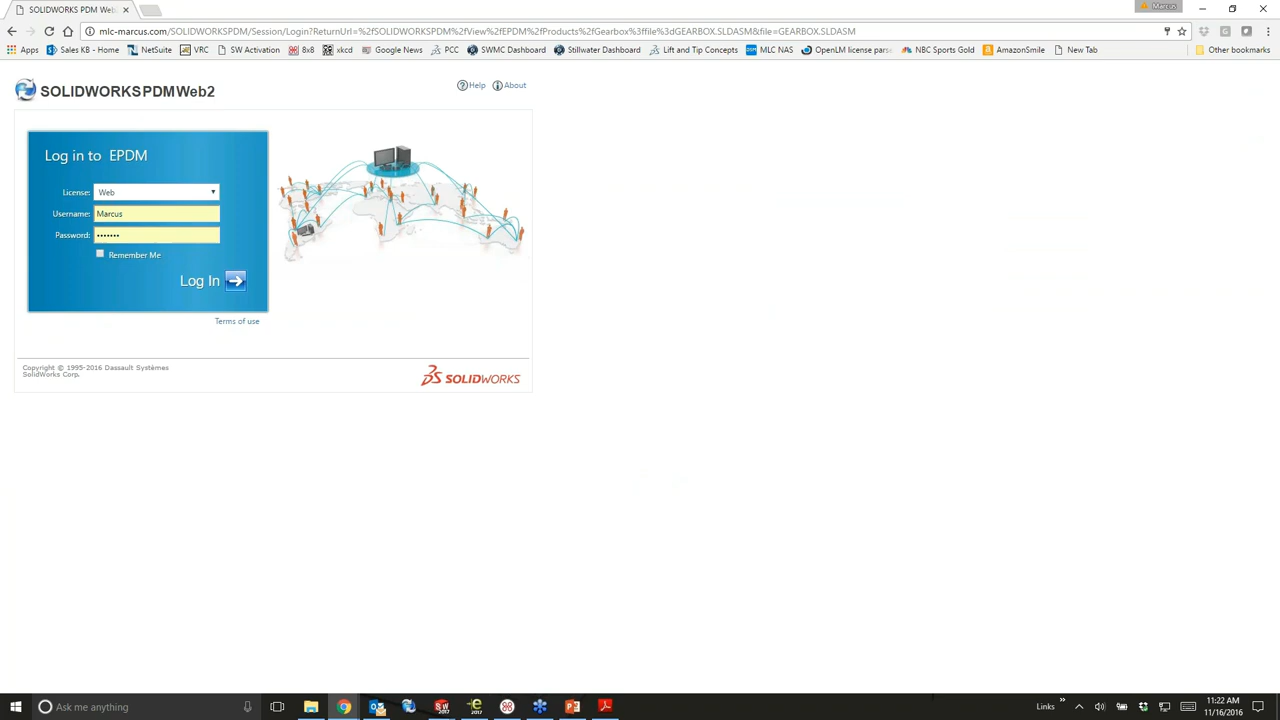 SOLIDWORKS PDM Web
Marcus
mlc-marcus.com/SOLIDWORKSPDM/Session/Login?ReturnUrl=%2fSOLIDWORKSPDM%2fView%2fEPDM%2fProducts%2fGearbox%3ffile%3dGEARBOX.SLDASM&file=GEARBOX.SLDASM
Apps Sales KB - Home NetSuite VRC SW Activation 8x8 xkcd Google News PCC SWMC Dashboard Stillwater Dashboard Lift and Tip Concepts MLC NAS OpenLM license pars NBC Sports Gold AmazonSmile New Tab Other bookmarks
SOLIDWORKSPDMWeb2
Help About
Log in to EPDM
License: Web
Username: Marcus
Password: •••••••
Remember Me
Log In
Terms of use
Copyright © 1995-2016 Dassault Systèmes
SolidWorks Corp.
SOLIDWORKS
Ask me anything
Links
11:22 AM
11/16/2016